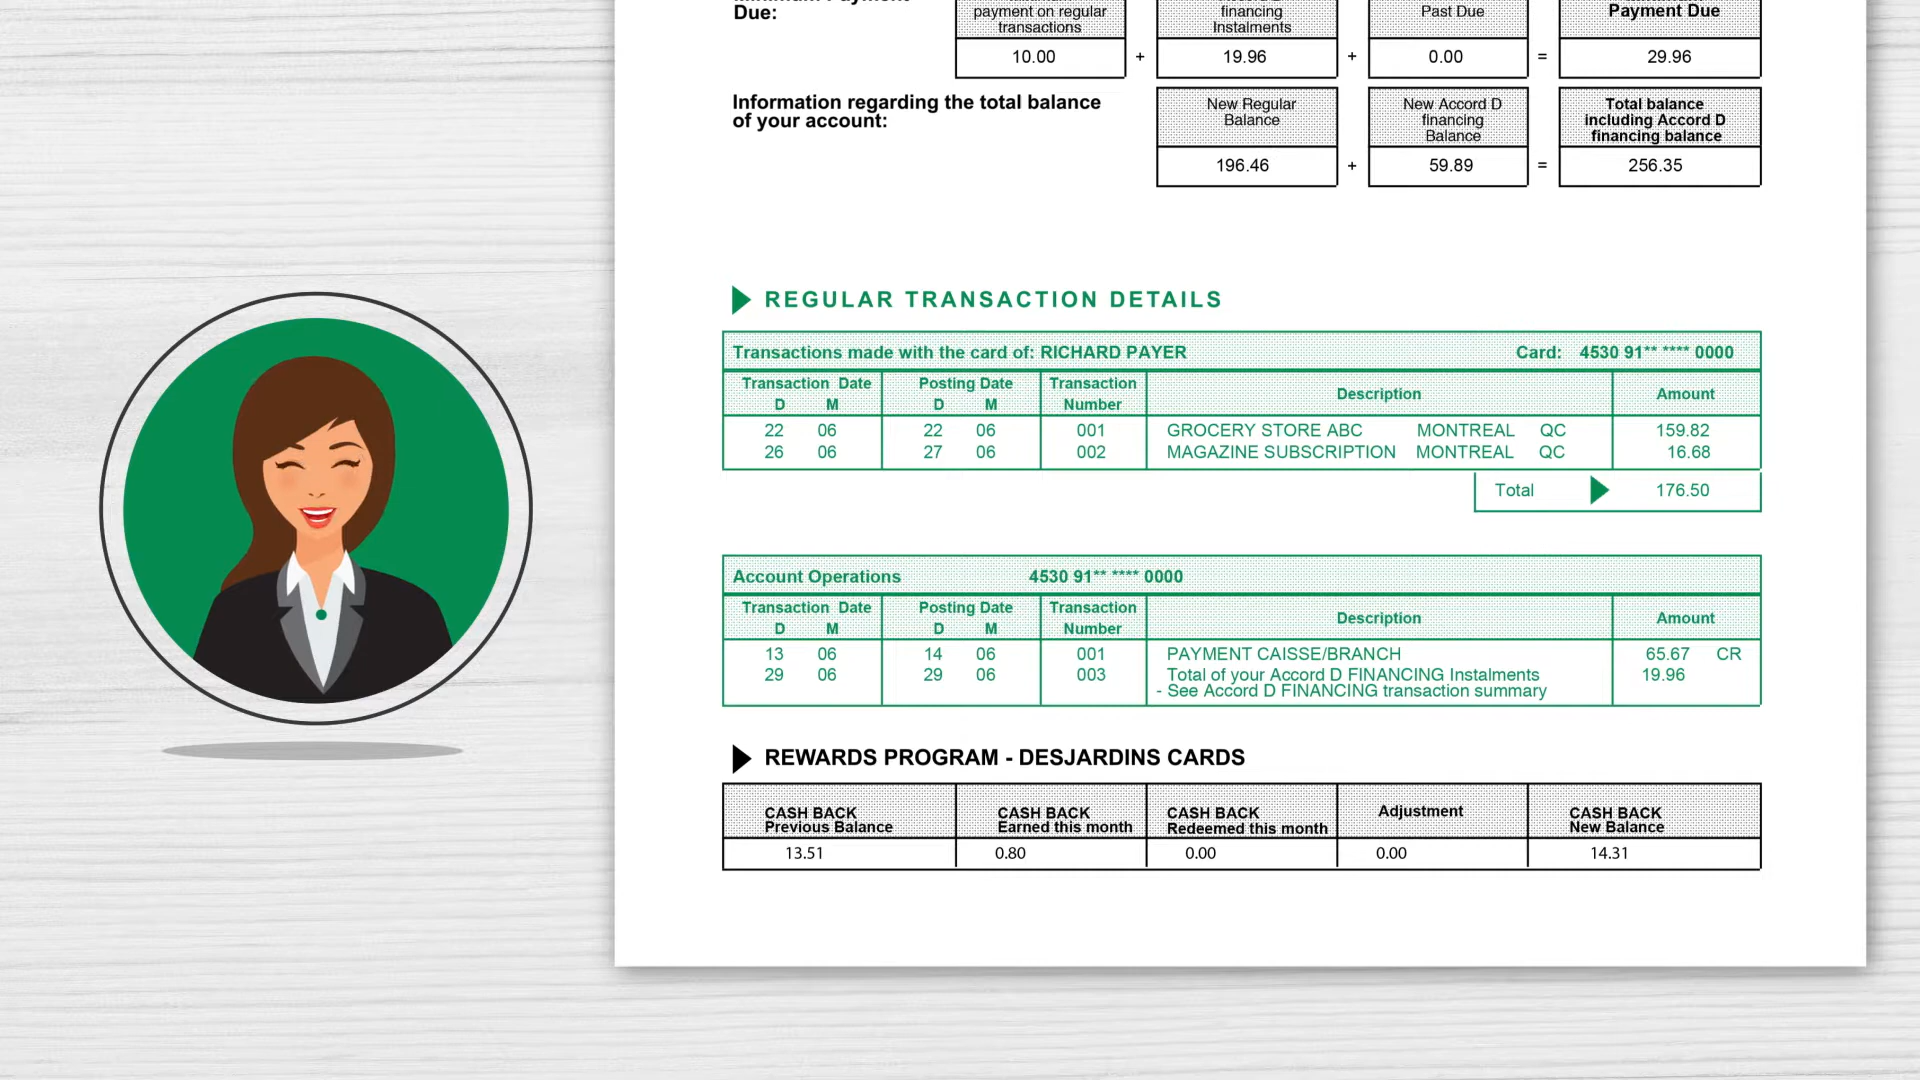 Due:
payment on regular
transactions
financing
Instalments
Past Due
Payment Due
10.00 + 19.96 + 0.00 = 29.96
Information regarding the total balance
of your account:
New Regular
Balance
New Accord D
financing
Balance
Total balance
including Accord D
financing balance
196.46 + 59.89 = 256.35
REGULAR TRANSACTION DETAILS
Transactions made with the card of: RICHARD PAYER Card: 4530 91** **** 0000
Transaction Date
D M
Posting Date
D M
Transaction
Number
Description
Amount
22 06 22 06 001 GROCERY STORE ABC MONTREAL QC 159.82
26 06 27 06 002 MAGAZINE SUBSCRIPTION MONTREAL QC 16.68
Total 176.50
Account Operations 4530 91** **** 0000
Transaction Date
D M
Posting Date
D M
Transaction
Number
Description
Amount
13 06 14 06 001 PAYMENT CAISSE/BRANCH 65.67 CR
29 06 29 06 003 Total of your Accord D FINANCING Instalments 19.96
- See Accord D FINANCING transaction summary
REWARDS PROGRAM - DESJARDINS CARDS
CASH BACK
Previous Balance
CASH BACK
Earned this month
CASH BACK
Redeemed this month
Adjustment
CASH BACK
New Balance
13.51 0.80 0.00 0.00 14.31